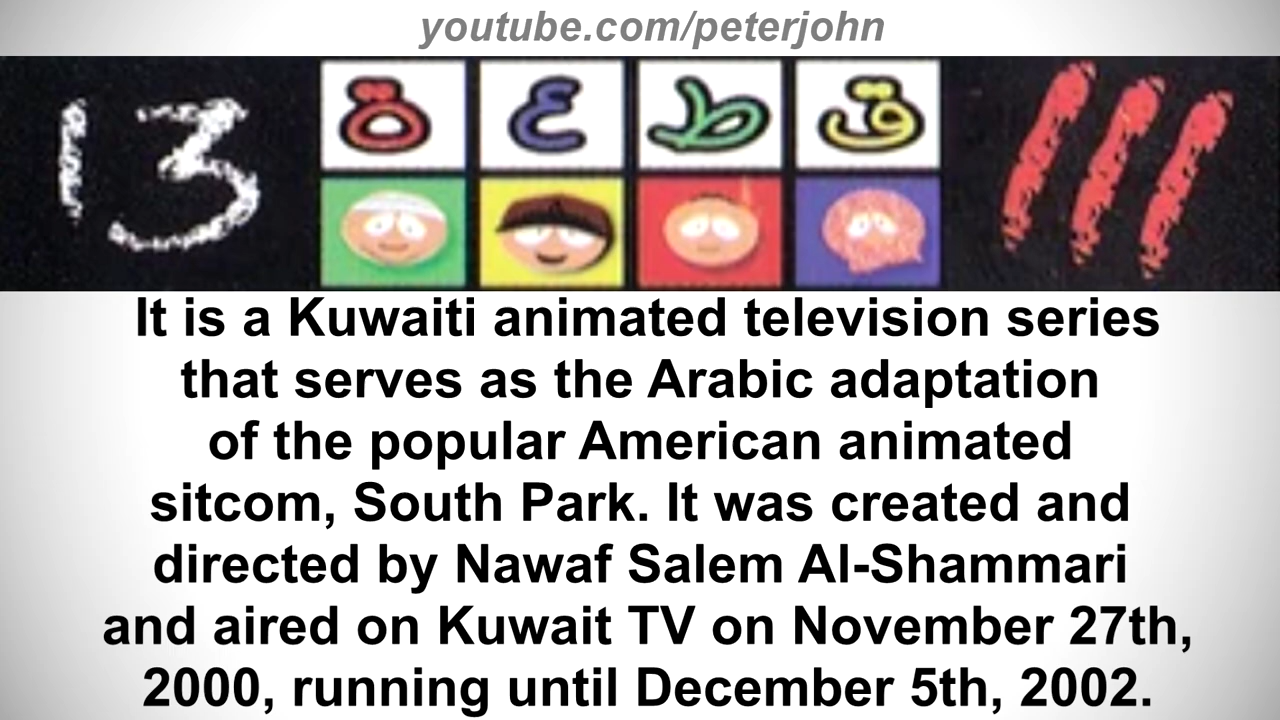 youtube.com/peterjohn
13 قطعة !!!
It is a Kuwaiti animated television series
that serves as the Arabic adaptation
of the popular American animated
sitcom, South Park. It was created and
directed by Nawaf Salem Al-Shammari
and aired on Kuwait TV on November 27th,
2000, running until December 5th, 2002.